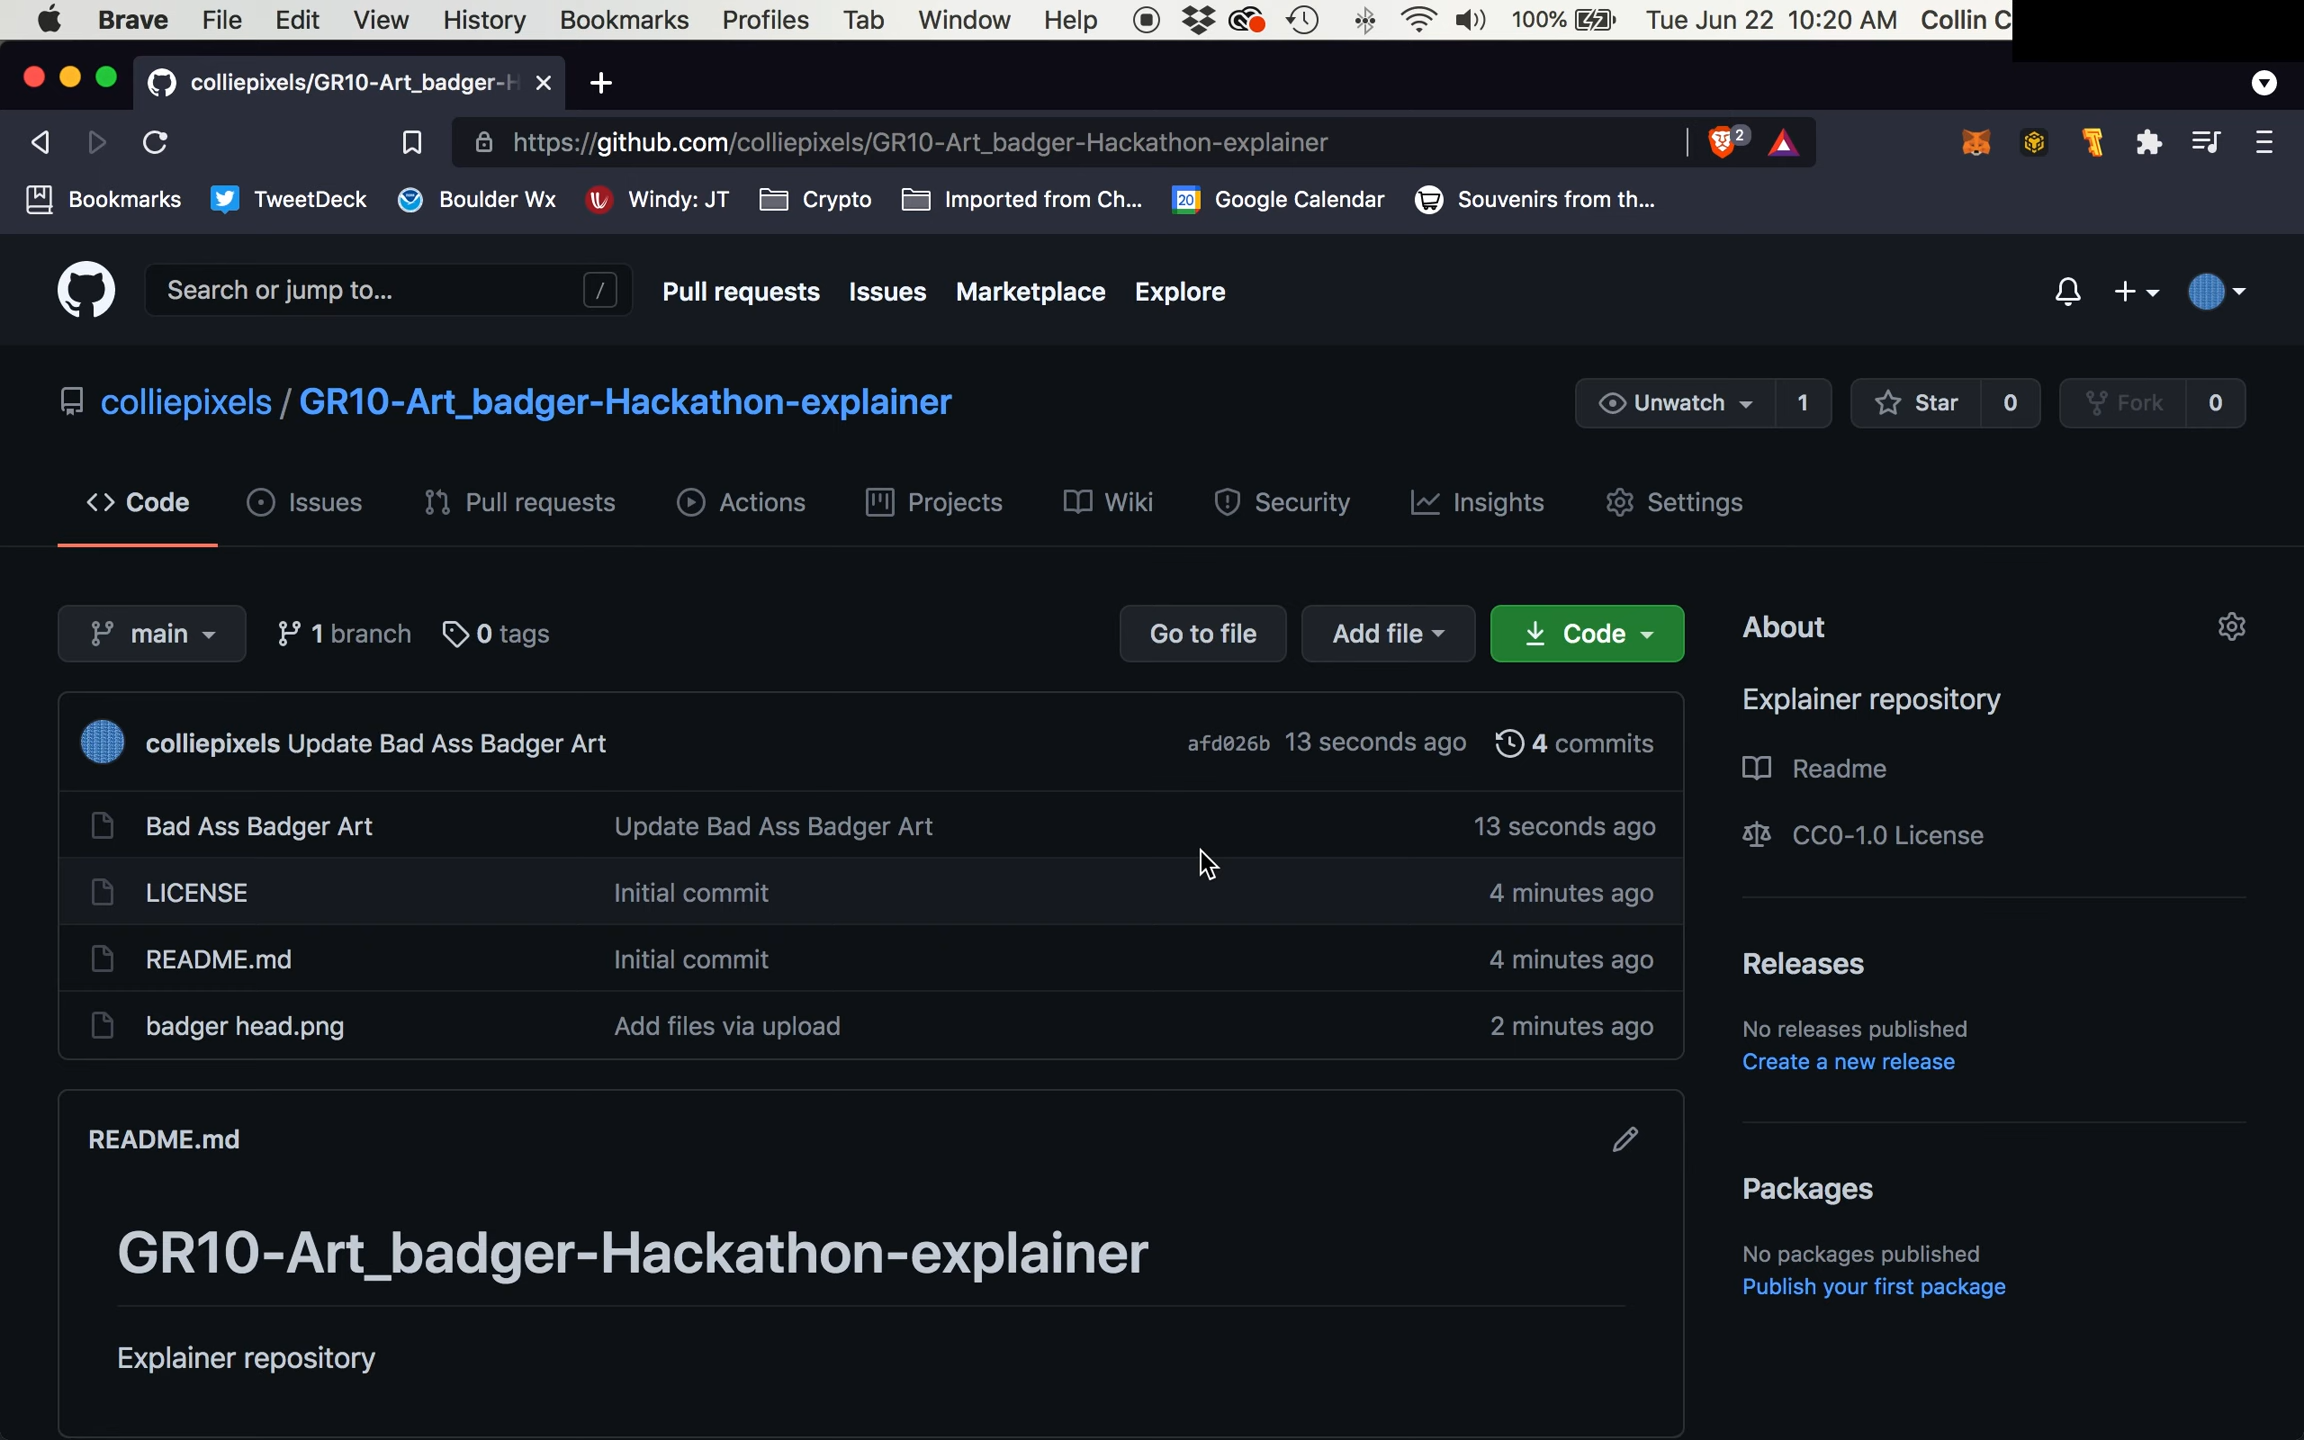 Brave File Edit View History Bookmarks Profiles Tab Window Help 100% Tue Jun 22 10:20 AM Collin C
colliepixels/GR10-Art_badger-H
https://github.com/colliepixels/GR10-Art_badger-Hackathon-explainer 2
Bookmarks TweetDeck Boulder Wx Windy: JT Crypto Imported from Ch... 20 Google Calendar Souvenirs from th...
Search or jump to... / Pull requests Issues Marketplace Explore
colliepixels / GR10-Art_badger-Hackathon-explainer Unwatch 1 Star 0 Fork 0
Code Issues Pull requests Actions Projects Wiki Security Insights Settings
main 1 branch 0 tags Go to file Add file Code
About
Explainer repository
Readme
CC0-1.0 License
colliepixels Update Bad Ass Badger Art afd026b 13 seconds ago 4 commits
Bad Ass Badger Art Update Bad Ass Badger Art 13 seconds ago
LICENSE Initial commit 4 minutes ago
README.md Initial commit 4 minutes ago
badger head.png Add files via upload 2 minutes ago
Releases
No releases published
Create a new release
Packages
No packages published
Publish your first package
README.md
GR10-Art_badger-Hackathon-explainer
Explainer repository